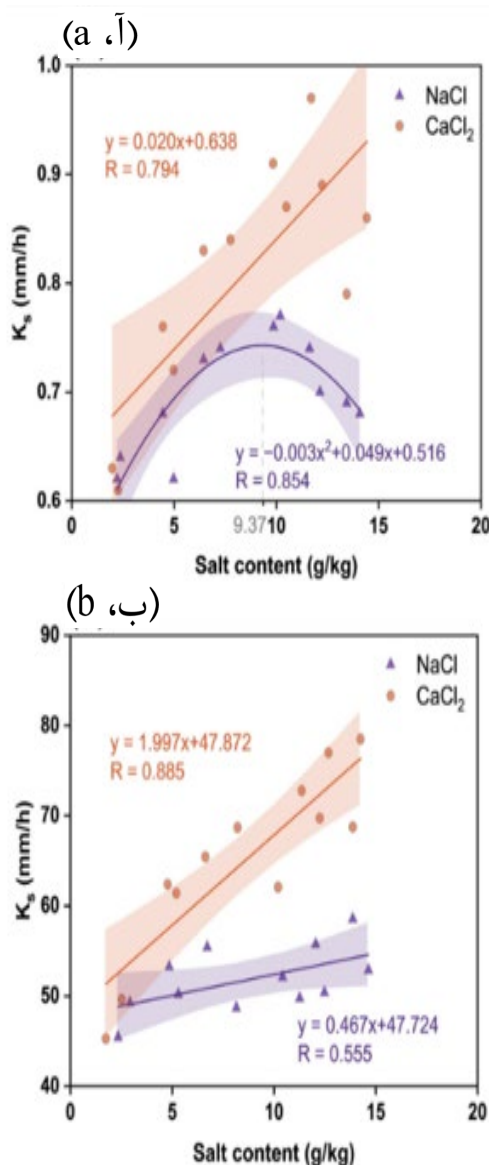 (a ،آ)
NaCl
CaCl₂
y = 0.020x+0.638
R = 0.794
y = −0.003x²+0.049x+0.516
R = 0.854
Kₛ (mm/h)
1.0
0.9
0.8
0.7
0.6
0 5 9.37 10 15 20
Salt content (g/kg)
(b ،ب)
NaCl
CaCl₂
y = 1.997x+47.872
R = 0.885
y = 0.467x+47.724
R = 0.555
Kₛ (mm/h)
90
80
70
60
50
40
0 5 10 15 20
Salt content (g/kg)